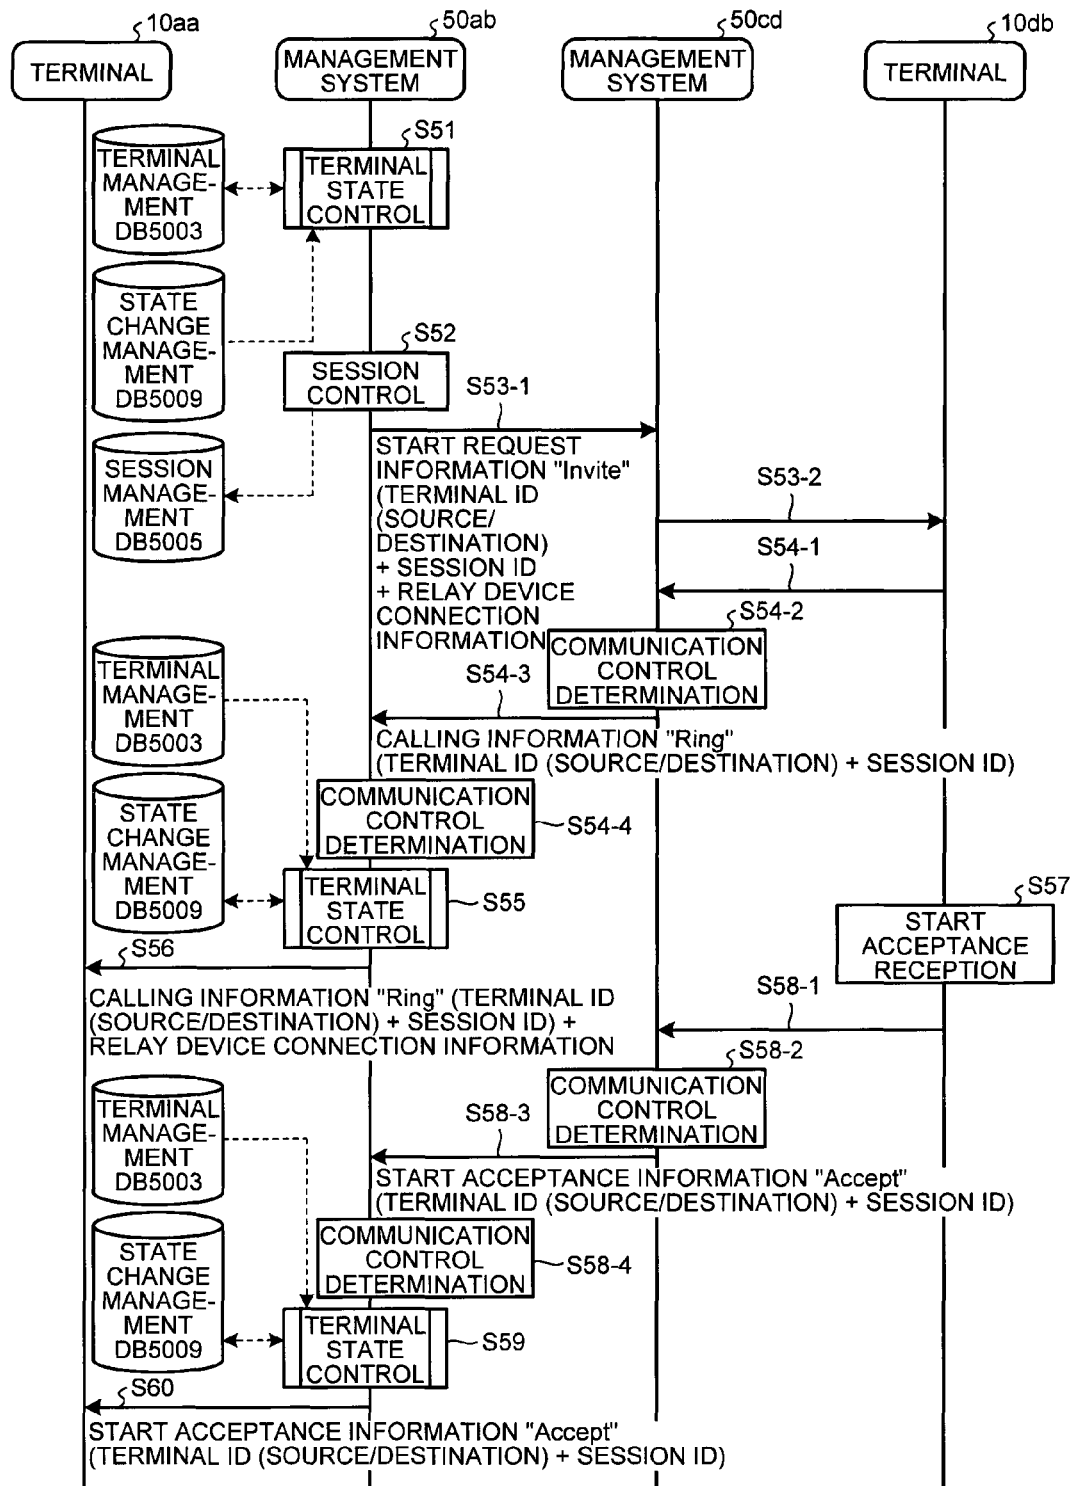 10aa
50ab
50cd
10db
TERMINAL
MANAGEMENT
SYSTEM
MANAGEMENT
SYSTEM
TERMINAL
S51
TERMINAL
MANAGE-
MENT
DB5003
TERMINAL
STATE
CONTROL
STATE
CHANGE
MANAGE-
MENT
DB5009
S52
SESSION
CONTROL
S53-1
START REQUEST
INFORMATION "Invite"
(TERMINAL ID
(SOURCE/
DESTINATION)
+ SESSION ID
+ RELAY DEVICE
CONNECTION
INFORMATION
SESSION
MANAGE-
MENT
DB5005
S53-2
S54-1
S54-2
COMMUNICATION
CONTROL
DETERMINATION
TERMINAL
MANAGE-
MENT
DB5003
S54-3
CALLING INFORMATION "Ring"
(TERMINAL ID (SOURCE/DESTINATION) + SESSION ID)
STATE
CHANGE
MANAGE-
MENT
DB5009
COMMUNICATION
CONTROL
DETERMINATION
S54-4
TERMINAL
STATE
CONTROL
S55
S57
START
ACCEPTANCE
RECEPTION
S56
CALLING INFORMATION "Ring" (TERMINAL ID
(SOURCE/DESTINATION) + SESSION ID) +
RELAY DEVICE CONNECTION INFORMATION
S58-1
S58-2
COMMUNICATION
CONTROL
DETERMINATION
TERMINAL
MANAGE-
MENT
DB5003
S58-3
START ACCEPTANCE INFORMATION "Accept"
(TERMINAL ID (SOURCE/DESTINATION) + SESSION ID)
STATE
CHANGE
MANAGE-
MENT
DB5009
COMMUNICATION
CONTROL
DETERMINATION
S58-4
TERMINAL
STATE
CONTROL
S59
S60
START ACCEPTANCE INFORMATION "Accept"
(TERMINAL ID (SOURCE/DESTINATION) + SESSION ID)